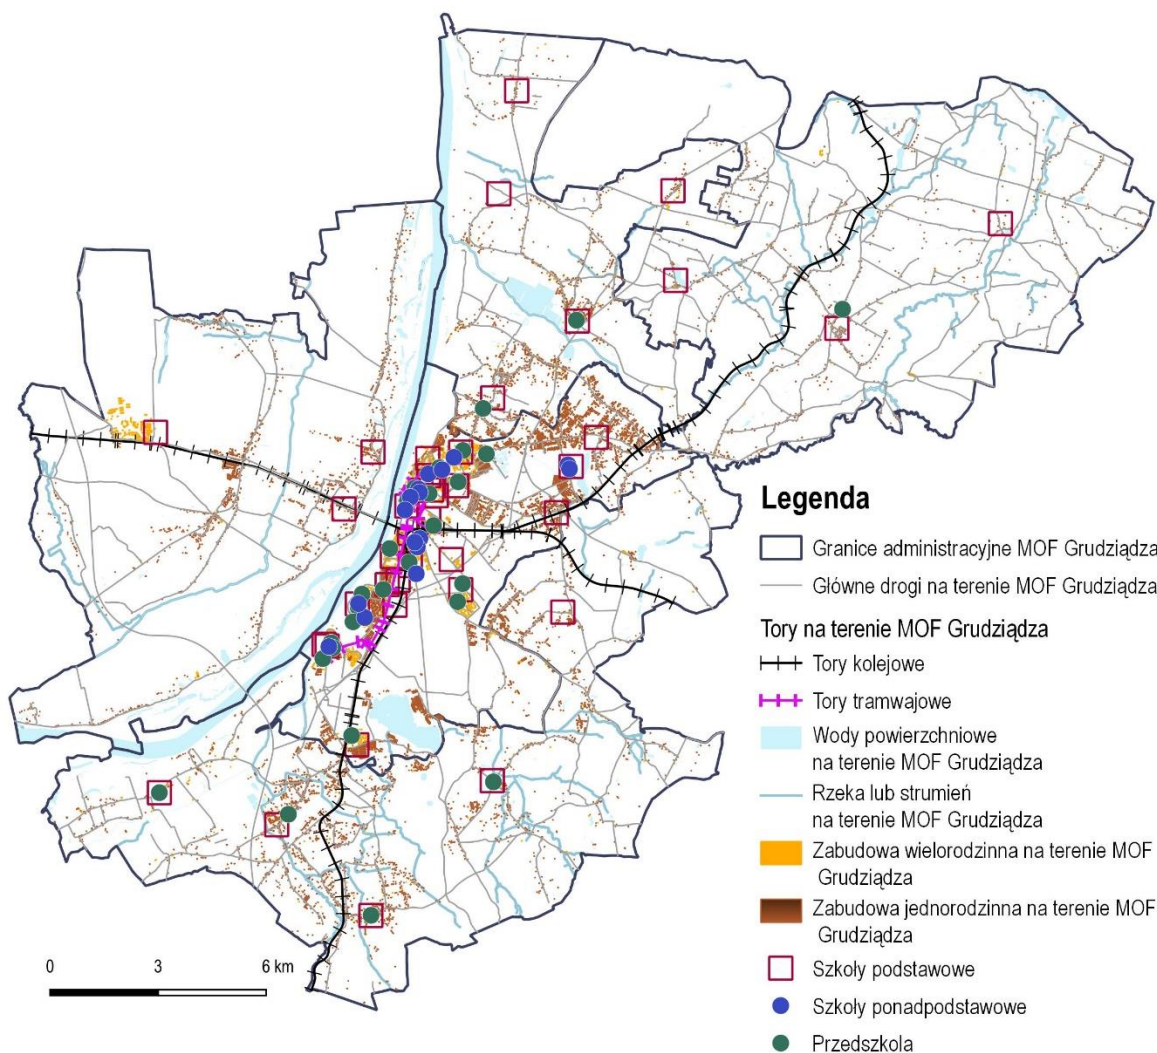 Legenda
Granice administracyjne MOF Grudziądza
Główne drogi na terenie MOF Grudziądza
Tory na terenie MOF Grudziądza
Tory kolejowe
Tory tramwajowe
Wody powierzchniowe
na terenie MOF Grudziądza
Rzeka lub strumień
na terenie MOF Grudziądza
Zabudowa wielorodzinna na terenie MOF
Grudziądza
Zabudowa jednorodzinna na terenie MOF
Grudziądza
Szkoły podstawowe
Szkoły ponadpodstawowe
Przedszkola
0 3 6 km